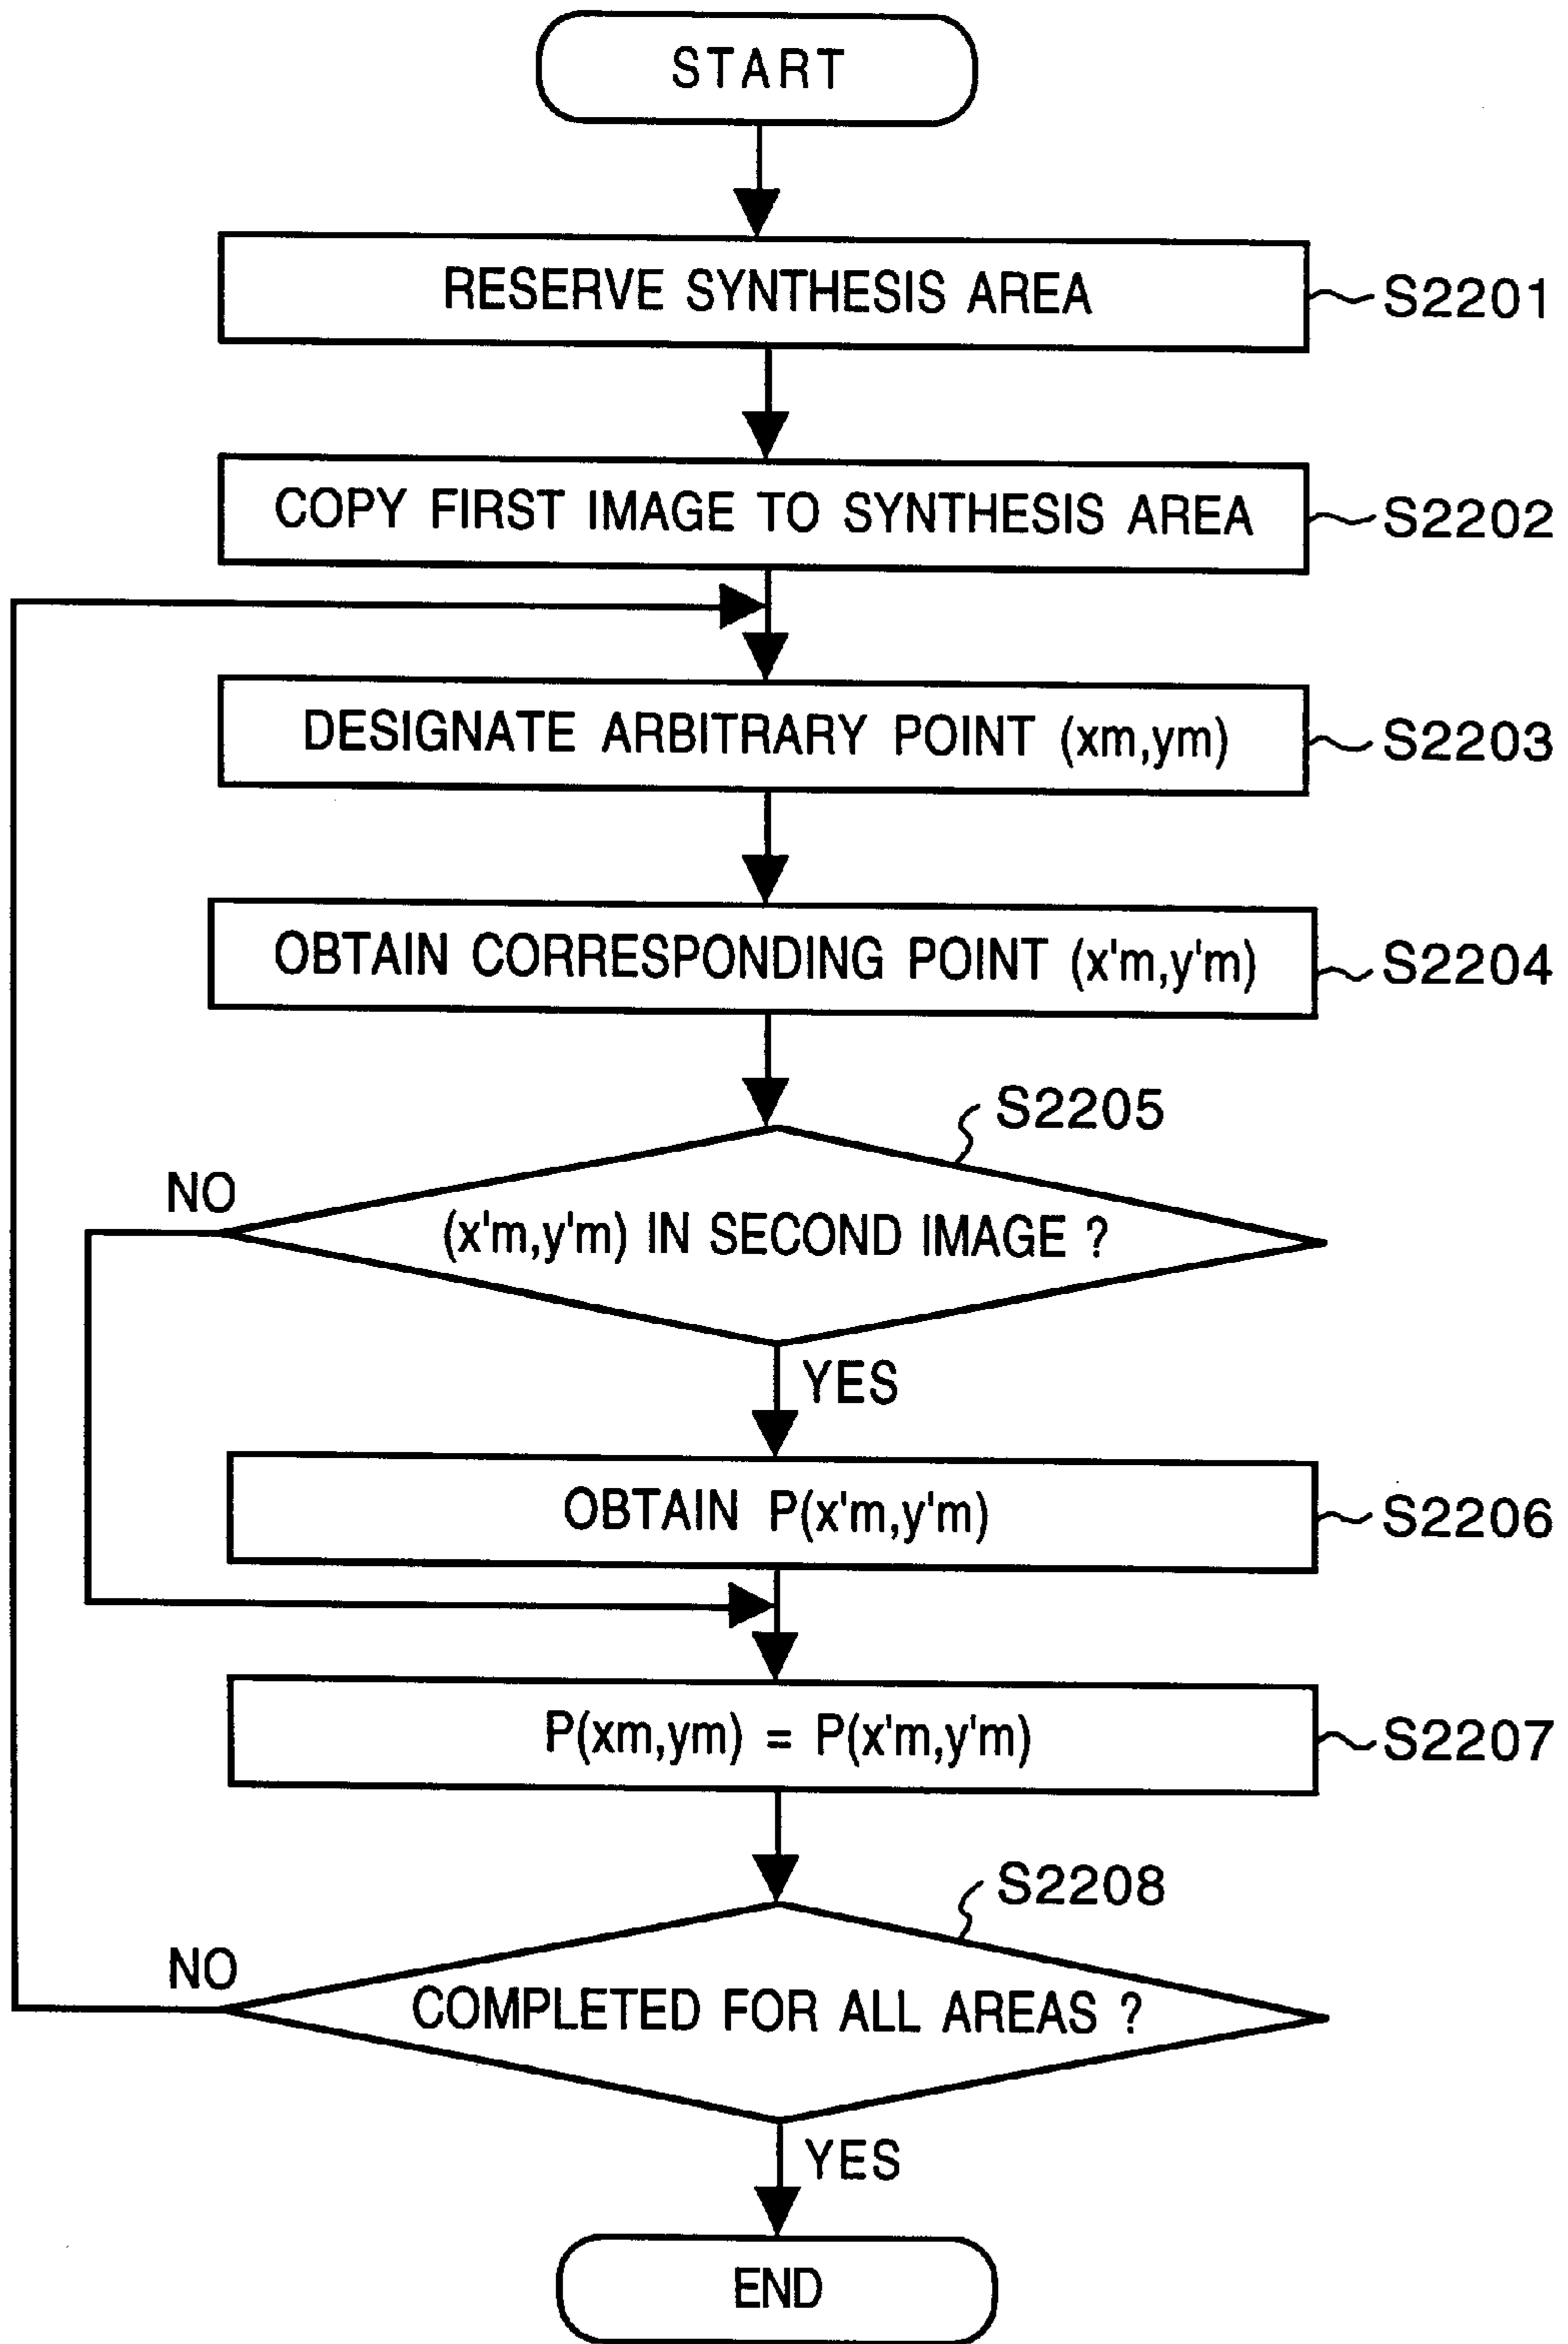 START
RESERVE SYNTHESIS AREA
S2201
COPY FIRST IMAGE TO SYNTHESIS AREA
S2202
DESIGNATE ARBITRARY POINT (xm,ym)
S2203
OBTAIN CORRESPONDING POINT (x'm,y'm)
S2204
S2205
NO
(x'm,y'm) IN SECOND IMAGE ?
YES
OBTAIN P(x'm,y'm)
S2206
P(xm,ym) = P(x'm,y'm)
S2207
S2208
NO
COMPLETED FOR ALL AREAS ?
YES
END